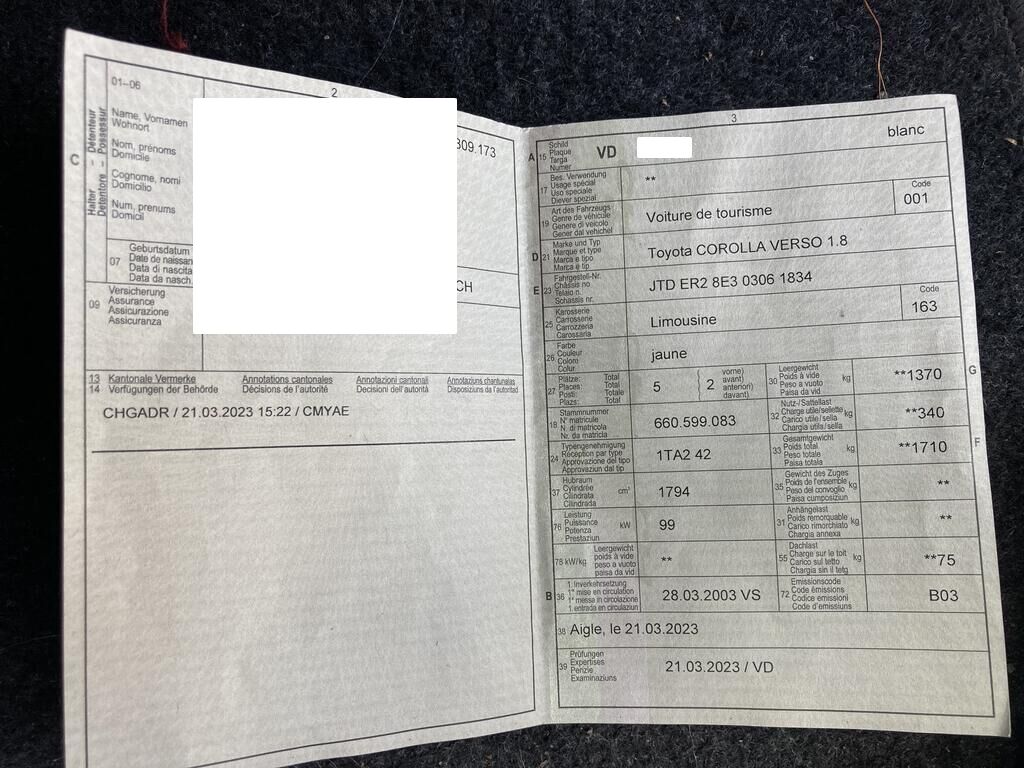 2
01–06
Name, Vornamen
Wohnort
Nom, prénoms
Domicile
Cognome, nomi
Domicilio
Num, prenums
Domicil
C
Halter – Détenteur
Detentore – Possessur
309.173
07
Geburtsdatum
Date de naissan
Data di nascita
Data da nasch.
CH
09
Versicherung
Assurance
Assicurazione
Assicuranza
13 Kantonale Vermerke Annotations cantonales Annotazioni cantonali Annotaziuns chantunalas
14 Verfügungen der Behörde Décisions de l'autorité Decisioni dell'autorità Disposiziuns da l'autoritad
CHGADR / 21.03.2023 15:22 / CMYAE
3
A 15
Schild
Plaque
Targa
Numer
VD
blanc
17
Bes. Verwendung
Usage spécial
Uso speciale
Diever spezial
**
19
Art des Fahrzeugs
Genre de véhicule
Genere di veicolo
Gener dal vehichel
Voiture de tourisme
Code
001
D 21
Marke und Typ
Marque et type
Marca e tipo
Marca e tip
Toyota COROLLA VERSO 1.8
E 23
Fahrgestell-Nr.
Châssis no
Telaio n.
Schassis nr.
JTD ER2 8E3 0306 1834
25
Karosserie
Carrosserie
Carrozzeria
Carossaria
Limousine
Code
163
26
Farbe
Couleur
Colore
Colur
jaune
27
Plätze: Total
Places: Total
Posti: Totale
Plazs: Total
5
2
vorne)
avant)
anteriori)
davant)
30
Leergewicht
Poids à vide
Peso a vuoto
Paisa da vid
kg
**1370
G
18
Stammnummer
N° matricule
N. di matricola
Nr. da matricla
660.599.083
32
Nutz-/Sattellast
Charge utile/sellette
Carico utile/sella
Chargia utila/sella
kg
**340
24
Typengenehmigung
Réception par type
Approvazione del tipo
Approvaziun dal tip
1TA2 42
33
Gesamtgewicht
Poids total
Peso totale
Paisa totala
kg
**1710
F
37
Hubraum
Cylindrée
Cilindrata
Cilindrada
cm³
1794
35
Gewicht des Zuges
Poids de l'ensemble
Peso del convoglio
Paisa cumposiziun
kg
**
76
Leistung
Puissance
Potenza
Prestaziun
kW
99
31
Anhängelast
Poids remorquable
Carico rimorchiato
Chargia annexa
kg
**
78 kW/kg
Leergewicht
poids à vide
peso a vuoto
paisa da vid
**
55
Dachlast
Charge sur le toit
Carico sul tetto
Chargia sin il tetg
kg
**75
B 36
1. Inverkehrsetzung
1re mise en circulation
1a messa in circolazione
1. entrada en circulaziun
28.03.2003 VS
72
Emissionscode
Code émissions
Codice emissioni
Code d'emissiuns
B03
38 Aigle, le 21.03.2023
39
Prüfungen
Expertises
Perizie
Examinaziuns
21.03.2023 / VD